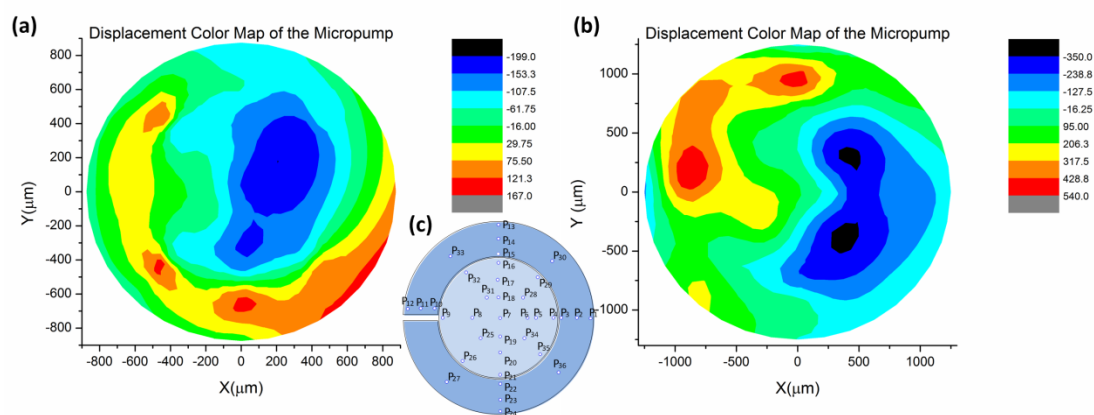 (a)
Displacement Color Map of the Micropump
800
600
400
200
0
-200
-400
-600
-800
Y(µm)
-800 -600 -400 -200 0 200 400 600 800
X(µm)
-199.0
-153.3
-107.5
-61.75
-16.00
29.75
75.50
121.3
167.0
(b)
Displacement Color Map of the Micropump
1000
500
0
-500
-1000
Y (µm)
-1000 -500 0 500 1000
X(µm)
-350.0
-238.8
-127.5
-16.25
95.00
206.3
317.5
428.8
540.0
(c)
P13
P14
P33
P15
P30
P16
P32
P17
P29
P31
P18
P28
P12 P11 P10
P9 P8 P7 P6 P5 P4 P3 P2 P1
P25
P19
P34
P26
P20
P35
P27
P21
P36
P22
P23
P24